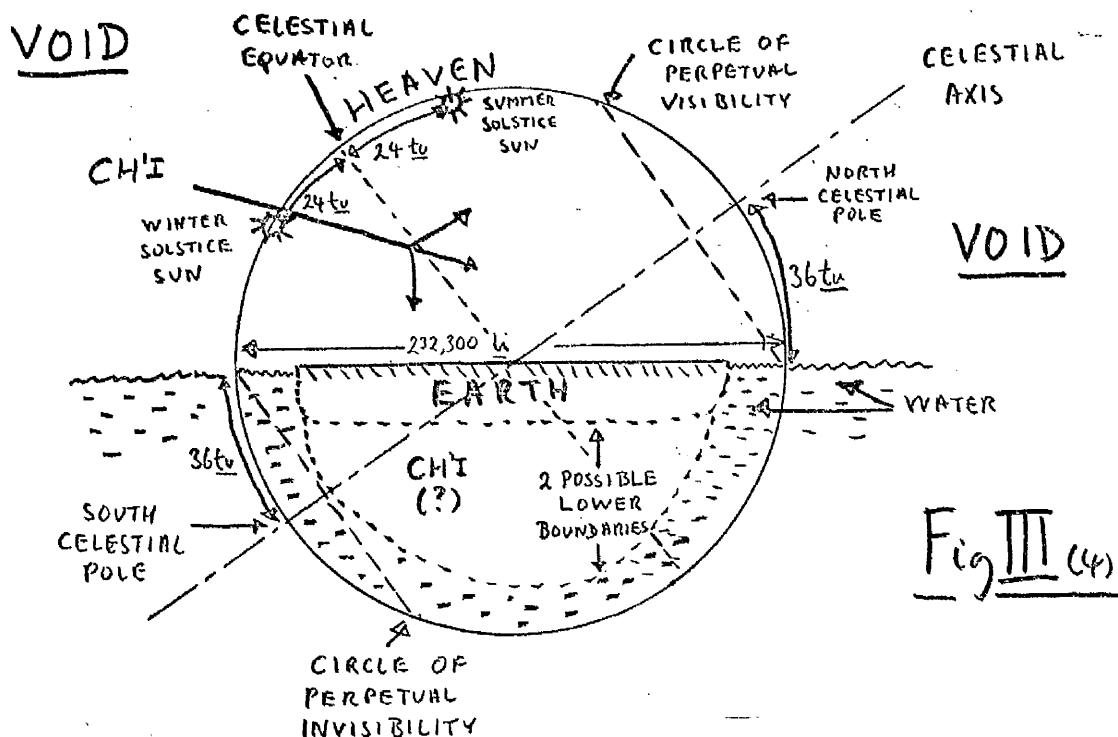 VOID
CELESTIAL
EQUATOR
HEAVEN
SUMMER
SOLSTICE
SUN
CIRCLE OF
PERPETUAL
VISIBILITY
CELESTIAL
AXIS
CH'I
24 tu
24 tu
WINTER
SOLSTICE
SUN
NORTH
CELESTIAL
POLE
VOID
36 tu
232,300 li
EARTH
WATER
36 tu
CH'I
(?)
2 POSSIBLE
LOWER
BOUNDARIES
SOUTH
CELESTIAL
POLE
Fig III (4)
CIRCLE OF
PERPETUAL
INVISIBILITY